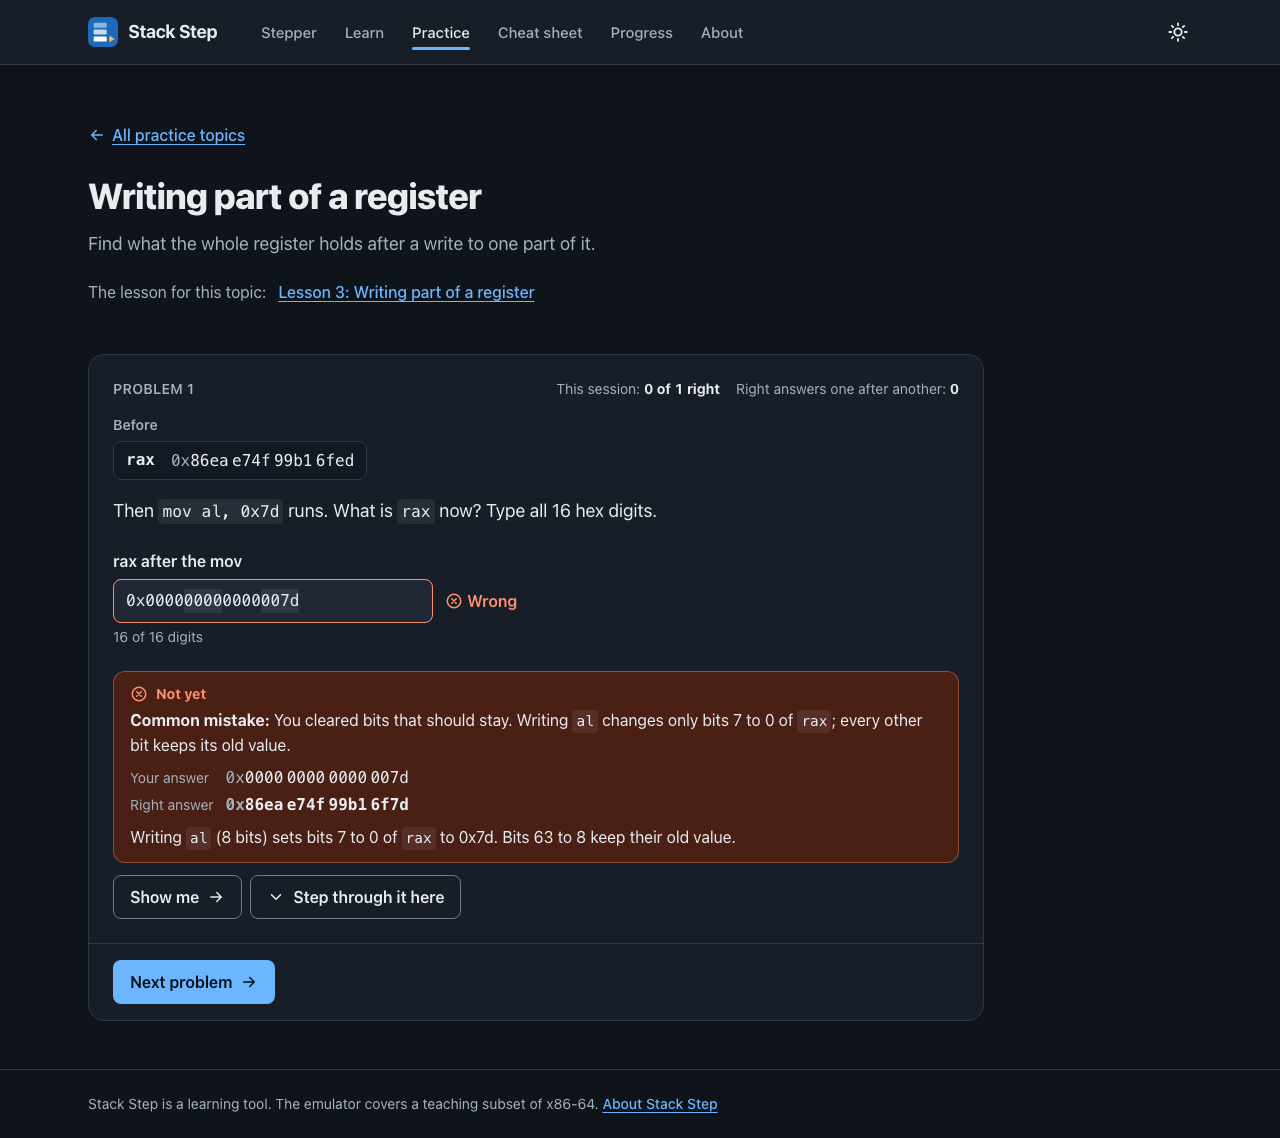 Stack Step
Stepper
Learn
Practice
Cheat sheet
Progress
About
All practice topics
Writing part of a register
Find what the whole register holds after a write to one part of it.
The lesson for this topic: Lesson 3: Writing part of a register
PROBLEM 1
This session: 0 of 1 right
Right answers one after another: 0
Before
rax 0x86ea e74f 99b1 6fed
Then mov al, 0x7d runs. What is rax now? Type all 16 hex digits.
rax after the mov
0x000000000000007d
Wrong
16 of 16 digits
Not yet
Common mistake: You cleared bits that should stay. Writing al changes only bits 7 to 0 of rax; every other
bit keeps its old value.
Your answer 0x0000 0000 0000 007d
Right answer 0x86ea e74f 99b1 6f7d
Writing al (8 bits) sets bits 7 to 0 of rax to 0x7d. Bits 63 to 8 keep their old value.
Show me
Step through it here
Next problem
Stack Step is a learning tool. The emulator covers a teaching subset of x86-64. About Stack Step